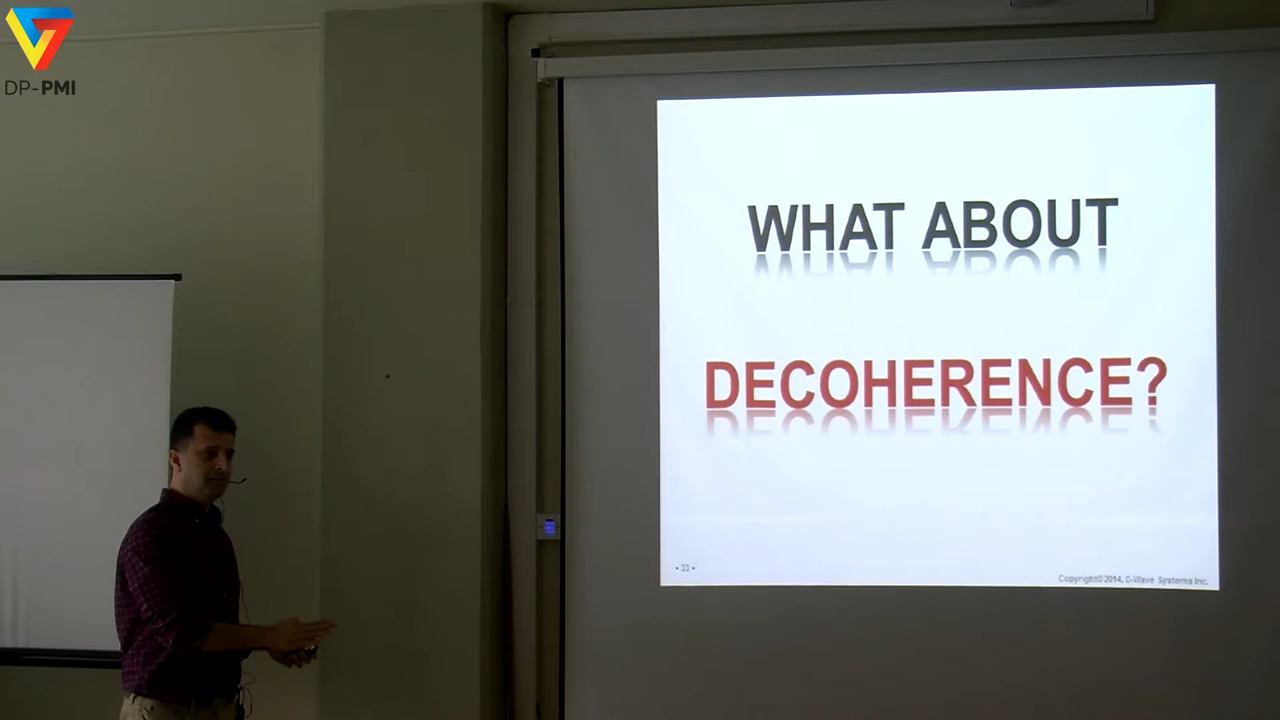 DP-PMI
WHAT ABOUT
DECOHERENCE?
• 33 •
Copyright© 2014, D-Wave Systems Inc.